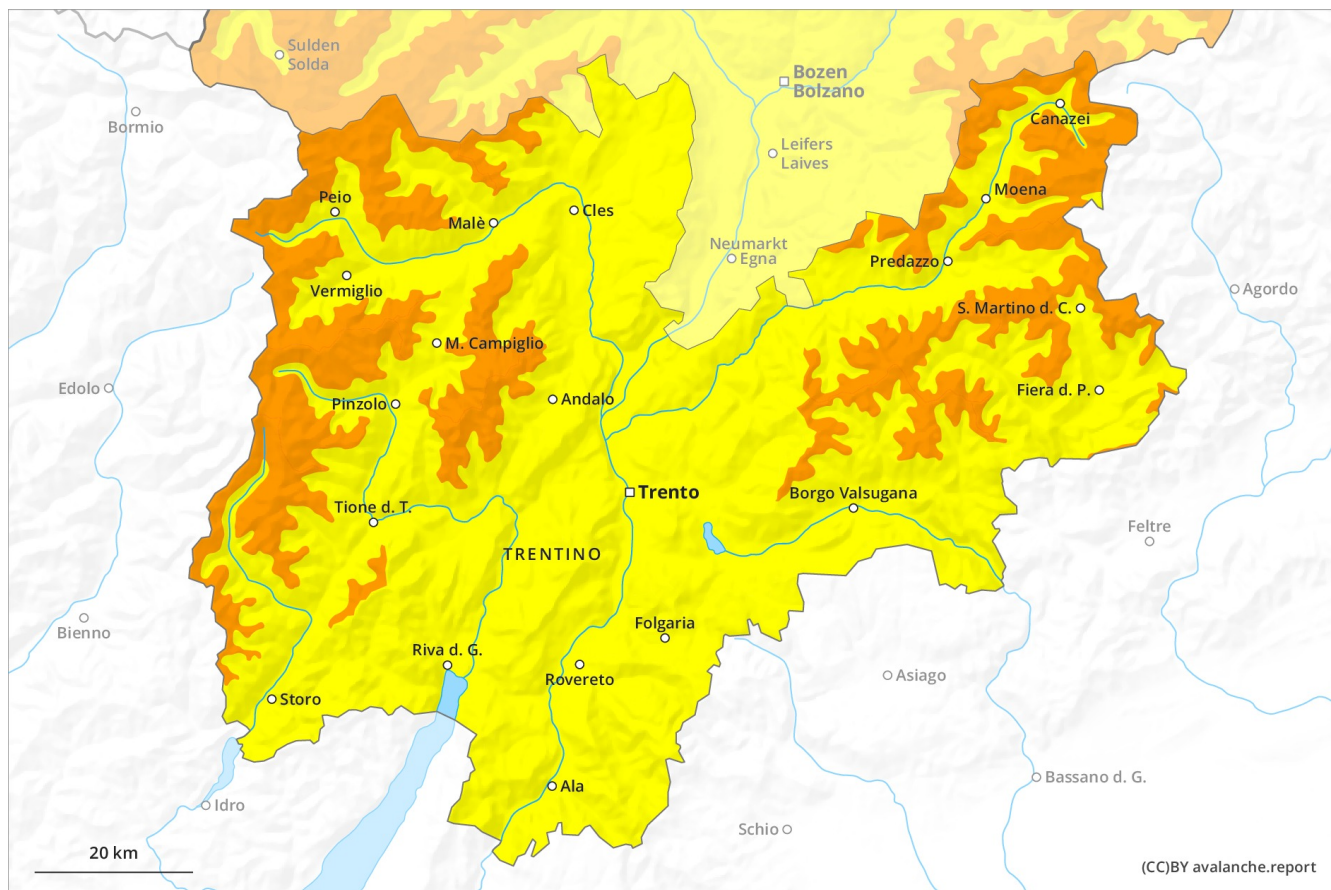 Sulden
Solda
Bozen
Bolzano
Bormio
Canazei
Leifers
Laives
Moena
Peio
Malè
Cles
Neumarkt
Egna
Predazzo
Vermiglio
Agordo
S. Martino d. C.
M. Campiglio
Edolo
Andalo
Fiera d. P.
Pinzolo
Trento
Borgo Valsugana
Tione d. T.
Feltre
TRENTINO
Bienno
Folgaria
Riva d. G.
Rovereto
Asiago
Storo
Bassano d. G.
Ala
Idro
Schio
20 km
(CC)BY avalanche.report